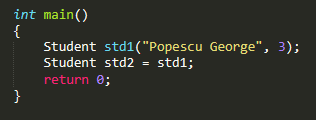 int main()
{
    Student std1("Popescu George", 3);
    Student std2 = std1;
    return 0;
}